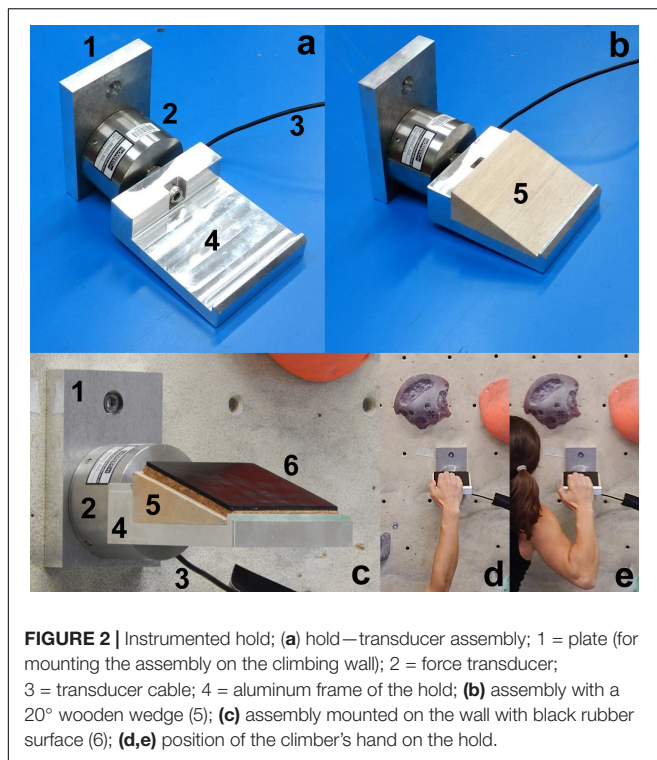 1
a
2
3
4
b
5
1
2
5
4
6
3
c
d
e
FIGURE 2 | Instrumented hold; (a) hold—transducer assembly; 1 = plate (for
mounting the assembly on the climbing wall); 2 = force transducer;
3 = transducer cable; 4 = aluminum frame of the hold; (b) assembly with a
20° wooden wedge (5); (c) assembly mounted on the wall with black rubber
surface (6); (d,e) position of the climber's hand on the hold.